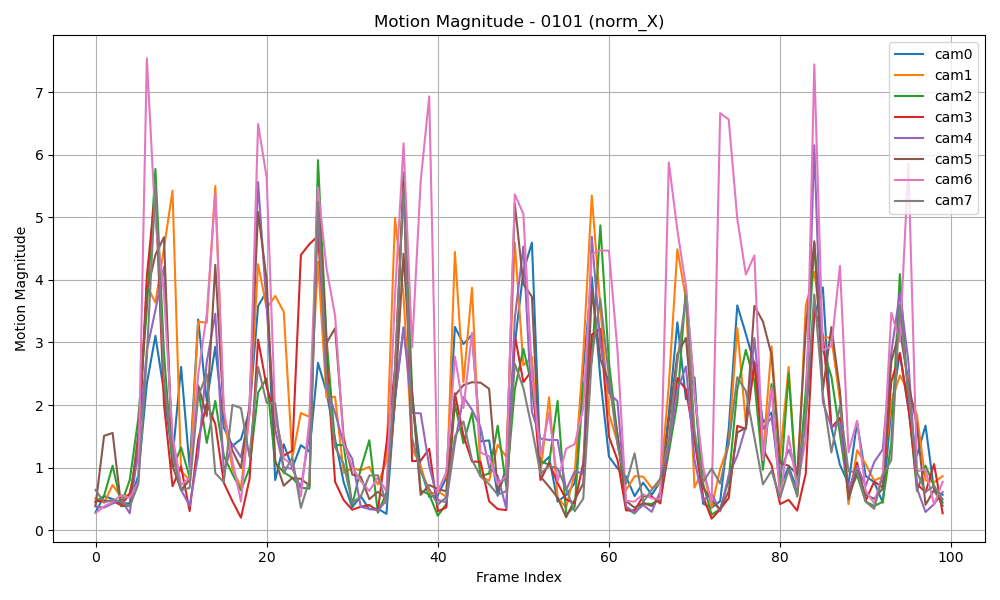 Motion Magnitude - 0101 (norm_X)
cam0
cam1
cam2
cam3
cam4
cam5
cam6
cam7
Motion Magnitude
7
6
5
4
3
2
1
0
0 20 40 60 80 100
Frame Index